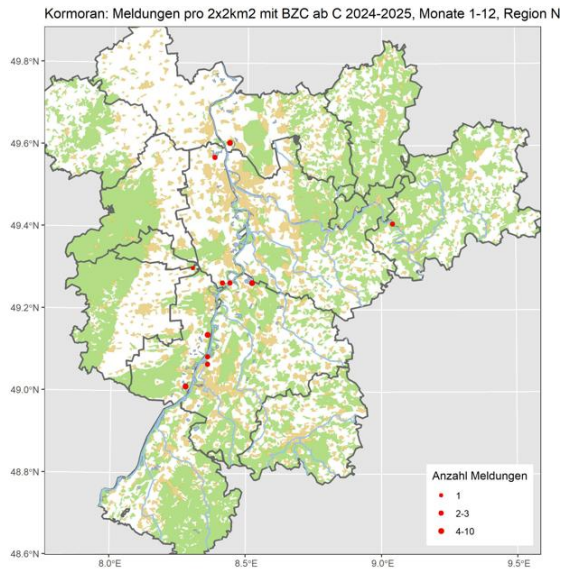 Kormoran: Meldungen pro 2x2km2 mit BZC ab C 2024-2025, Monate 1-12, Region N
49.8°N
49.6°N
49.4°N
49.2°N
49.0°N
48.8°N
48.6°N
Anzahl Meldungen
1
2-3
4-10
8.0°E
8.5°E
9.0°E
9.5°E